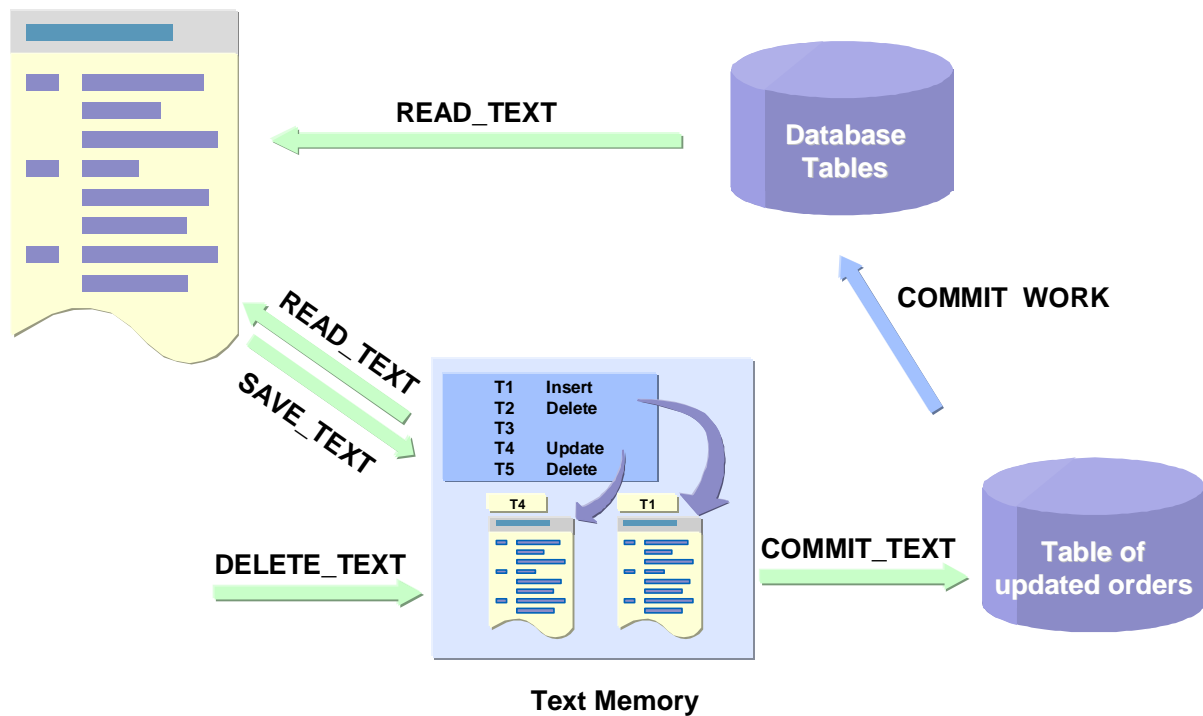 READ_TEXT
Database
Tables
COMMIT WORK
READ_TEXT
SAVE_TEXT
T1 Insert
T2 Delete
T3
T4 Update
T5 Delete
T4
T1
DELETE_TEXT
COMMIT_TEXT
Table of
updated orders
Text Memory